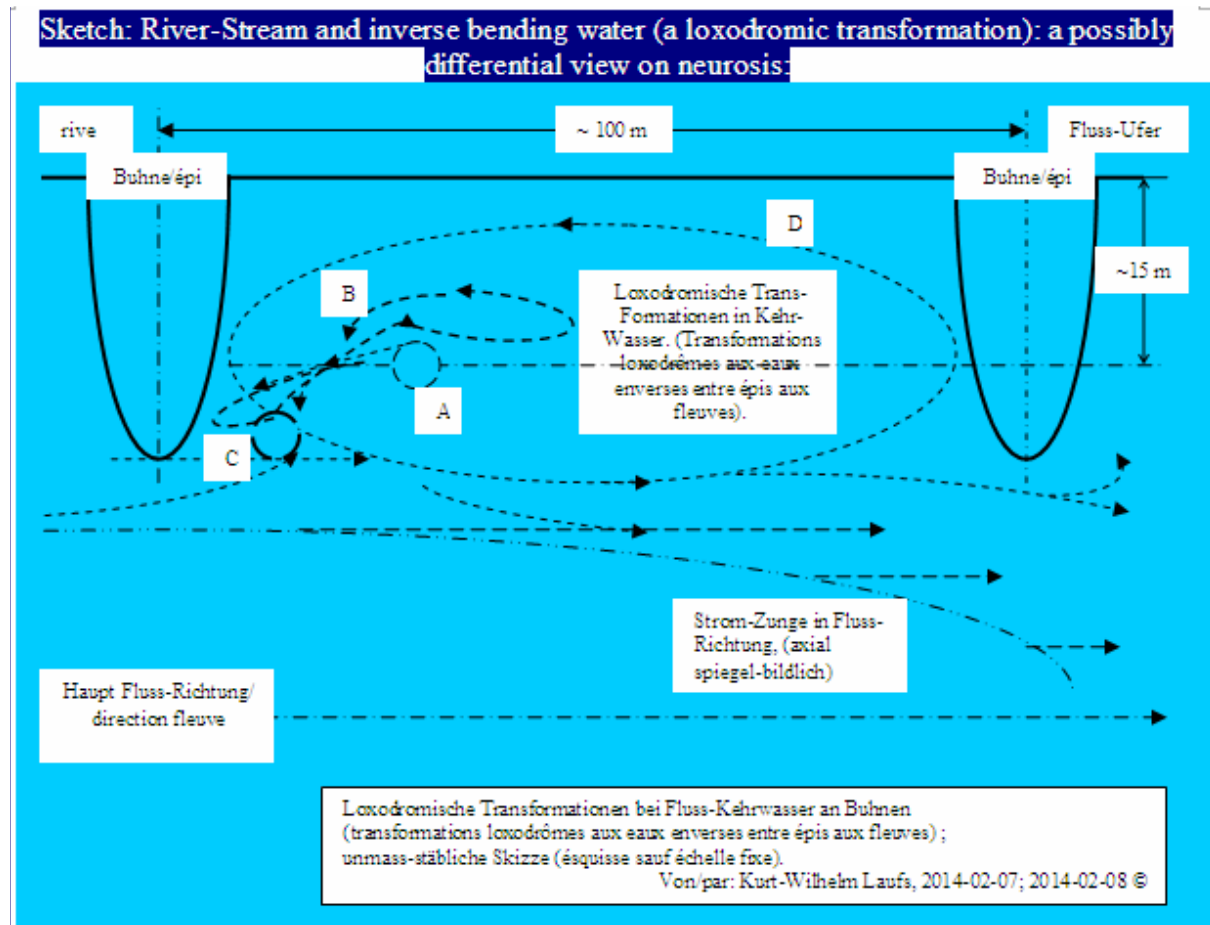 Sketch: River-Stream and inverse bending water (a loxodromic transformation): a possibly
differential view on neurosis:
rive
~ 100 m
Fluss-Ufer
Buhne/épi
Buhne/épi
D
~15 m
B
Loxodromische Trans-
Formationen in Kehr-
Wasser. (Transformations
loxodrômes aux eaux
enverses entre épis aux
fleuves).
A
C
Strom-Zunge in Fluss-
Richtung, (axial
spiegel-bildlich)
Haupt Fluss-Richtung/
direction fleuve
Loxodromische Transformationen bei Fluss-Kehrwasser an Buhnen
(transformations loxodrômes aux eaux enverses entre épis aux fleuves) ;
unmass-stäbliche Skizze (ésquisse sauf échelle fixe).
Von/par: Kurt-Wilhelm Laufs, 2014-02-07; 2014-02-08 ©